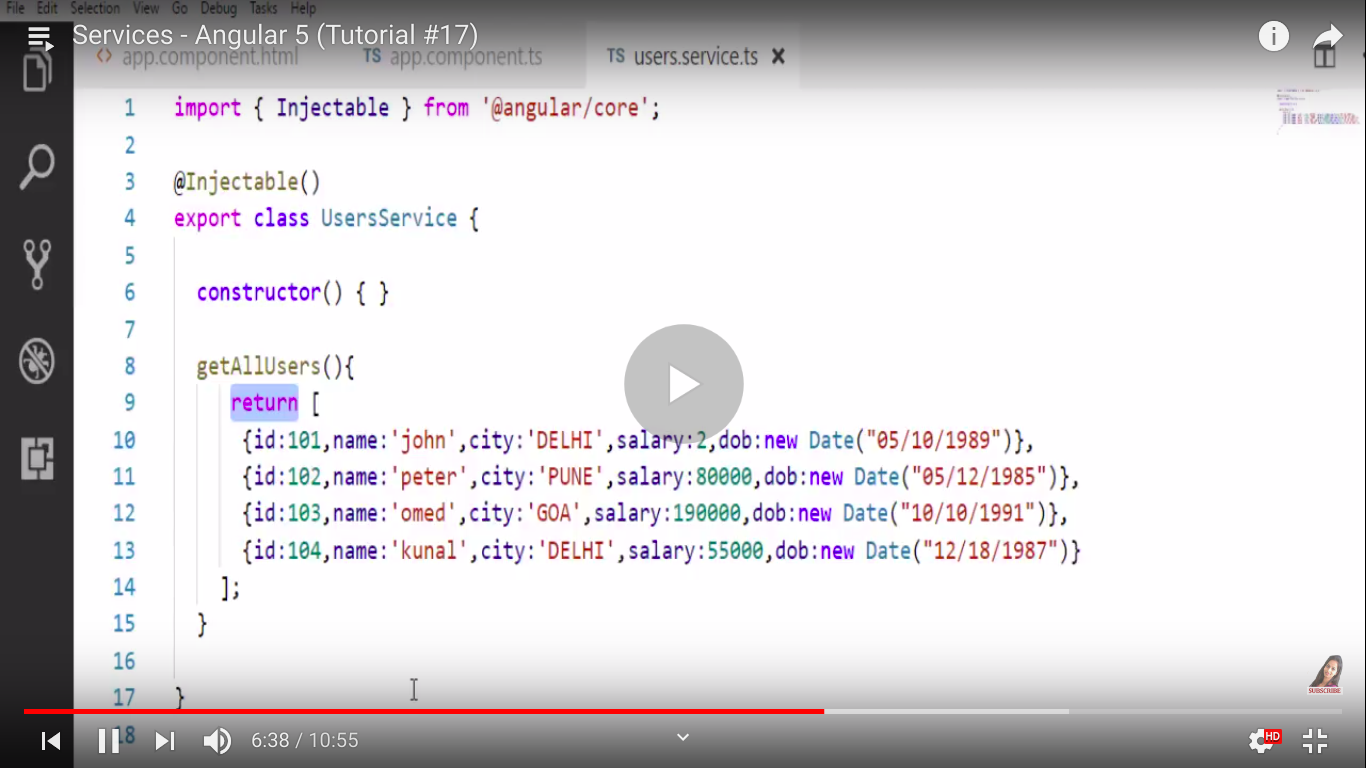 File Edit Selection View Go Debug Tasks Help
Services - Angular 5 (Tutorial #17)
<> app.component.html TS app.component.ts TS users.service.ts
1 import { Injectable } from '@angular/core';
2
3 @Injectable()
4 export class UsersService {
5
6 constructor() { }
7
8 getAllUsers(){
9 return [
10 {id:101,name:'john',city:'DELHI',salary:2,dob:new Date("05/10/1989")},
11 {id:102,name:'peter',city:'PUNE',salary:80000,dob:new Date("05/12/1985")},
12 {id:103,name:'omed',city:'GOA',salary:190000,dob:new Date("10/10/1991")},
13 {id:104,name:'kunal',city:'DELHI',salary:55000,dob:new Date("12/18/1987")}
14 ];
15 }
16
17 }
18
SUBSCRIBE
6:38 / 10:55
HD